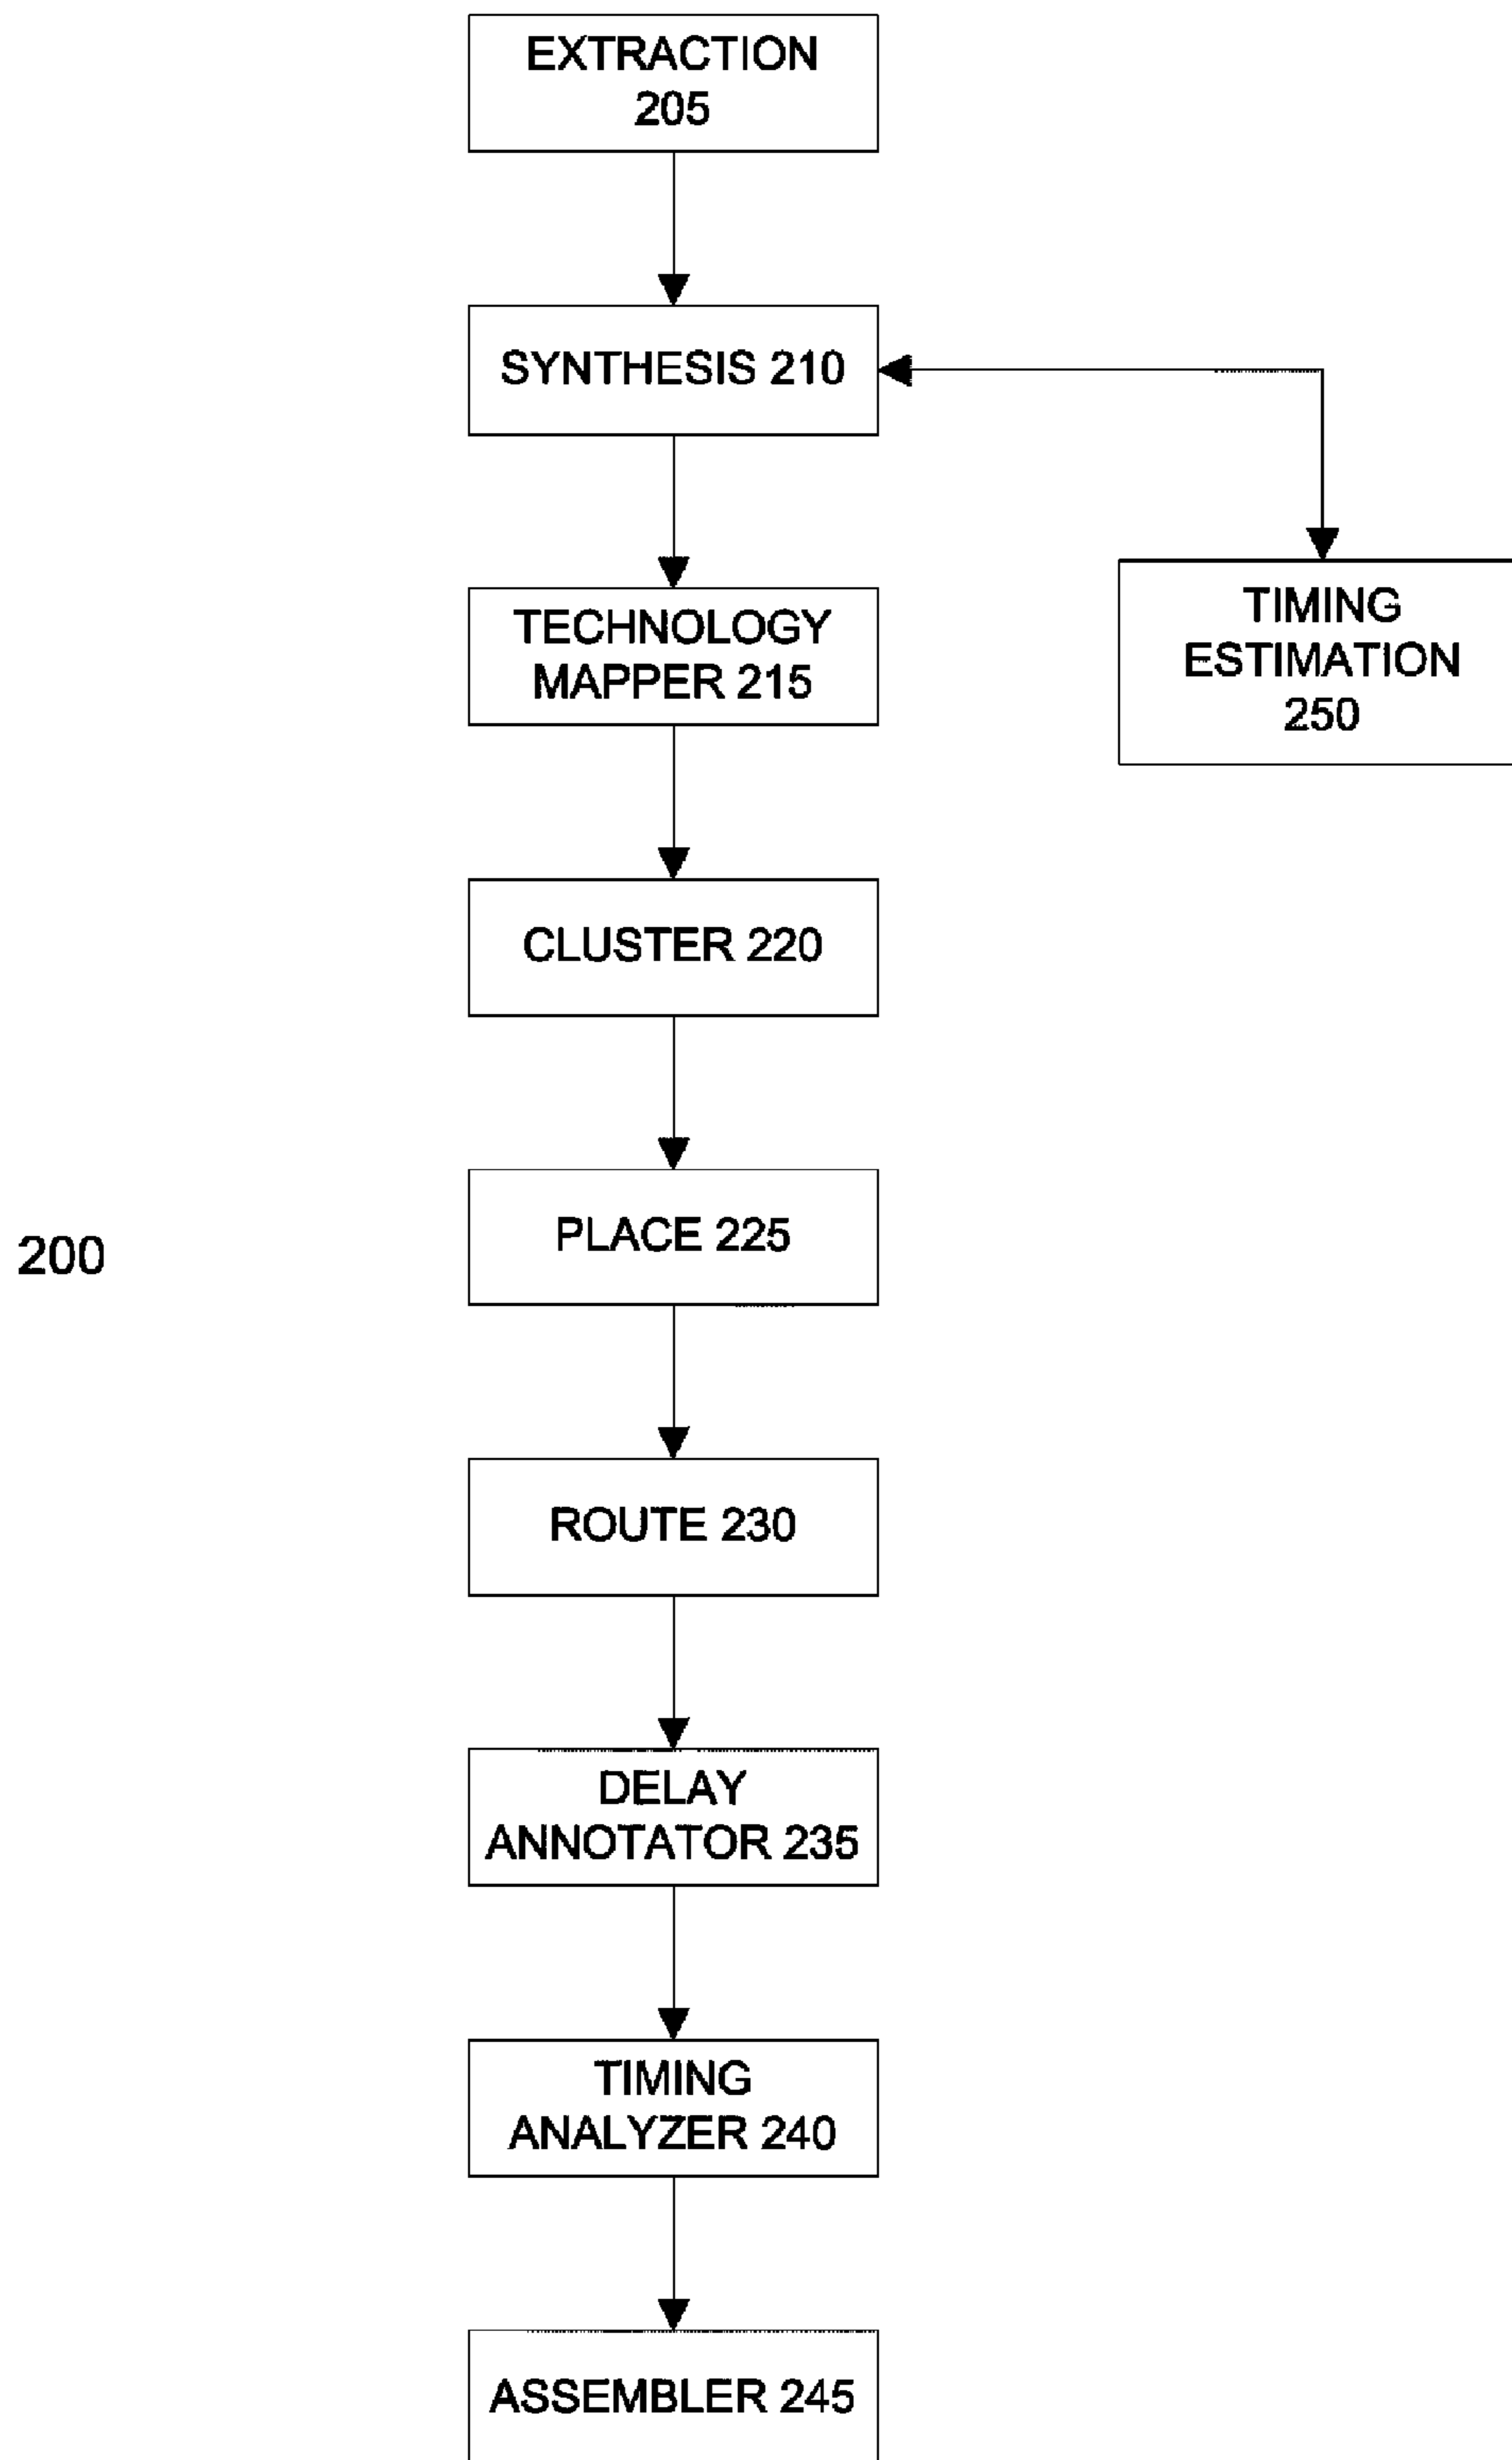 EXTRACTION
205
SYNTHESIS 210
TECHNOLOGY
MAPPER 215
TIMING
ESTIMATION
250
CLUSTER 220
PLACE 225
200
ROUTE 230
DELAY
ANNOTATOR 235
TIMING
ANALYZER 240
ASSEMBLER 245